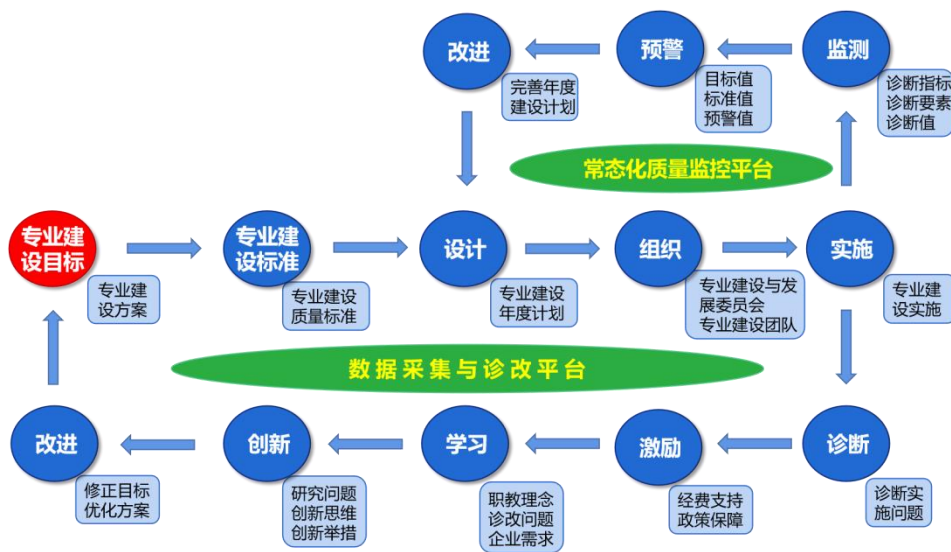 改进
预警
监测
完善年度
建设计划
目标值
标准值
预警值
诊断指标
诊断要素
诊断值
常态化质量监控平台
专业建
设目标
专业建
设标准
设计
组织
实施
专业建
设方案
专业建设
质量标准
专业建设
年度计划
专业建设与发
展委员会
专业建设团队
专业建
设实施
数据采集与诊改平台
改进
创新
学习
激励
诊断
修正目标
优化方案
研究问题
创新思维
创新举措
职教理念
诊改问题
企业需求
经费支持
政策保障
诊断实
施问题